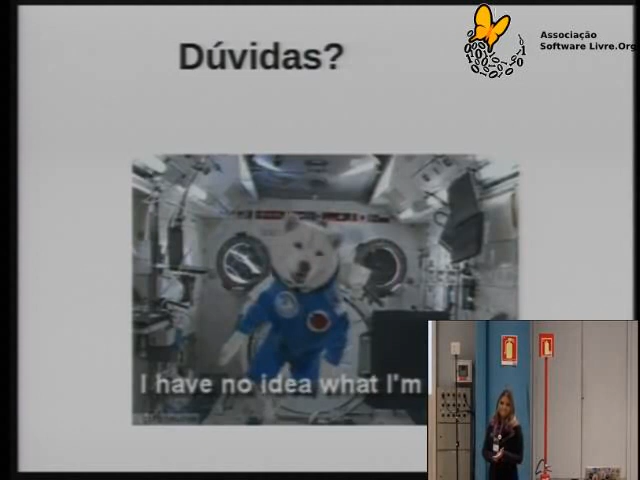 Dúvidas?
Associação
Software Livre.Org
I have no idea what I'm